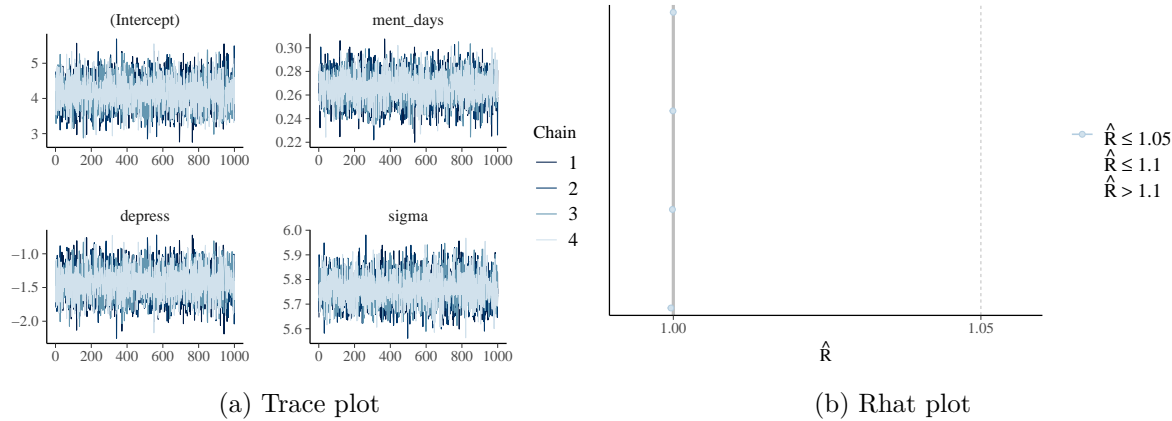 (Intercept)
ment_days
5
4
3
0.30
0.28
0.26
0.24
0.22
0 200 400 600 800 1000
0 200 400 600 800 1000
depress
sigma
−1.0
−1.5
−2.0
6.0
5.9
5.8
5.7
5.6
0 200 400 600 800 1000
0 200 400 600 800 1000
Chain
1
2
3
4
(a) Trace plot
R̂ ≤ 1.05
R̂ ≤ 1.1
R̂ > 1.1
1.00 1.05
R̂
(b) Rhat plot